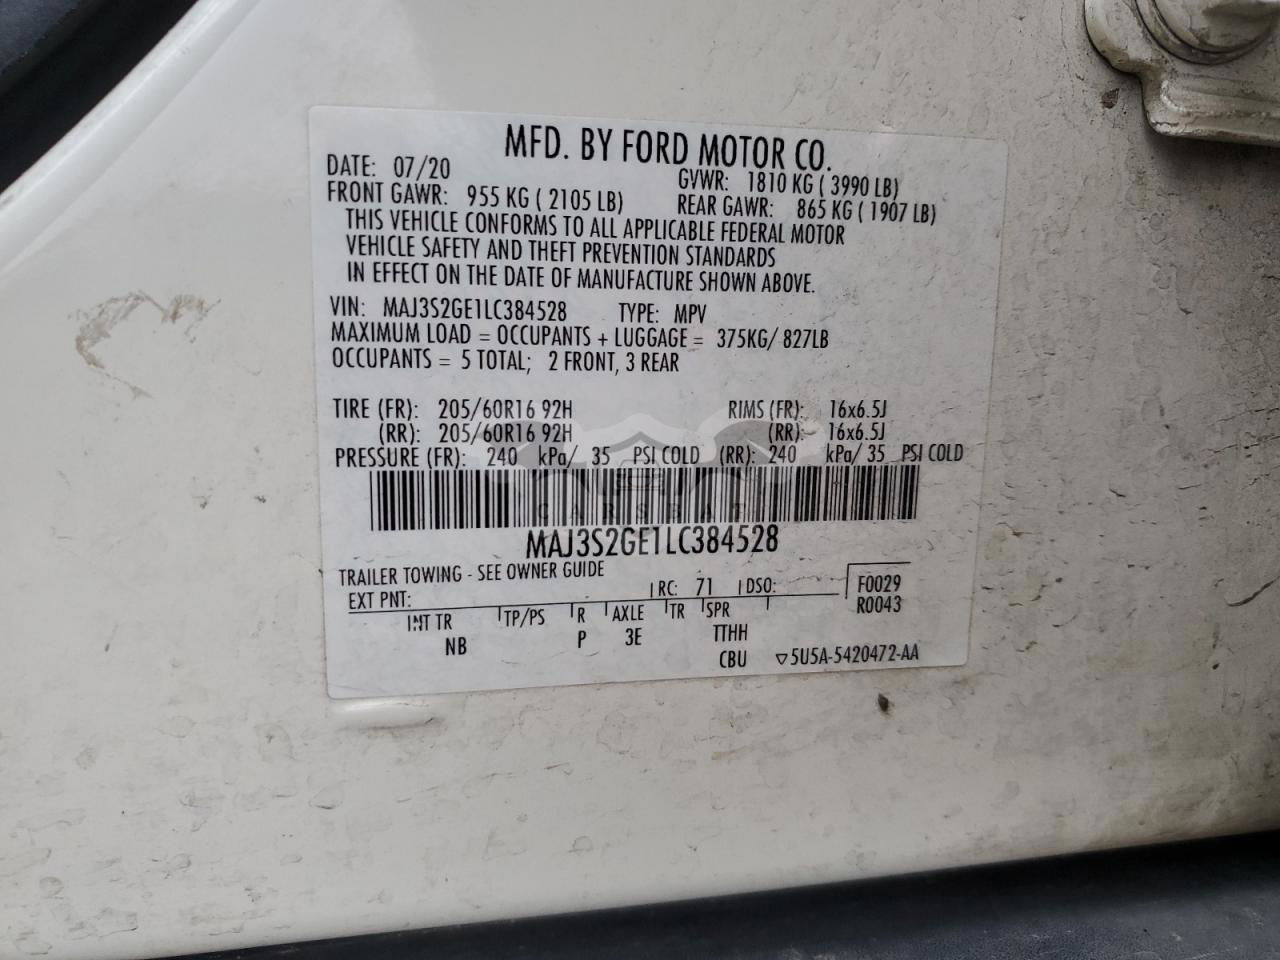 MFD. BY FORD MOTOR CO.
DATE: 07/20 GVWR: 1810 KG ( 3990 LB)
FRONT GAWR: 955 KG ( 2105 LB) REAR GAWR: 865 KG ( 1907 LB)
THIS VEHICLE CONFORMS TO ALL APPLICABLE FEDERAL MOTOR
VEHICLE SAFETY AND THEFT PREVENTION STANDARDS
IN EFFECT ON THE DATE OF MANUFACTURE SHOWN ABOVE.
VIN: MAJ3S2GE1LC384528 TYPE: MPV
MAXIMUM LOAD = OCCUPANTS + LUGGAGE = 375KG/ 827LB
OCCUPANTS = 5 TOTAL; 2 FRONT, 3 REAR
TIRE (FR): 205/60R16 92H RIMS (FR): 16x6.5J
(RR): 205/60R16 92H (RR): 16x6.5J
PRESSURE (FR): 240 kPa/ 35 PSI COLD (RR): 240 kPa/ 35 PSI COLD
MAJ3S2GE1LC384528
TRAILER TOWING - SEE OWNER GUIDE
EXT PNT: RC: 71 DSO: F0029
R0043
INT TR TP/PS R AXLE TR SPR
NB P 3E TTHH
CBU ▽5U5A-5420472-AA